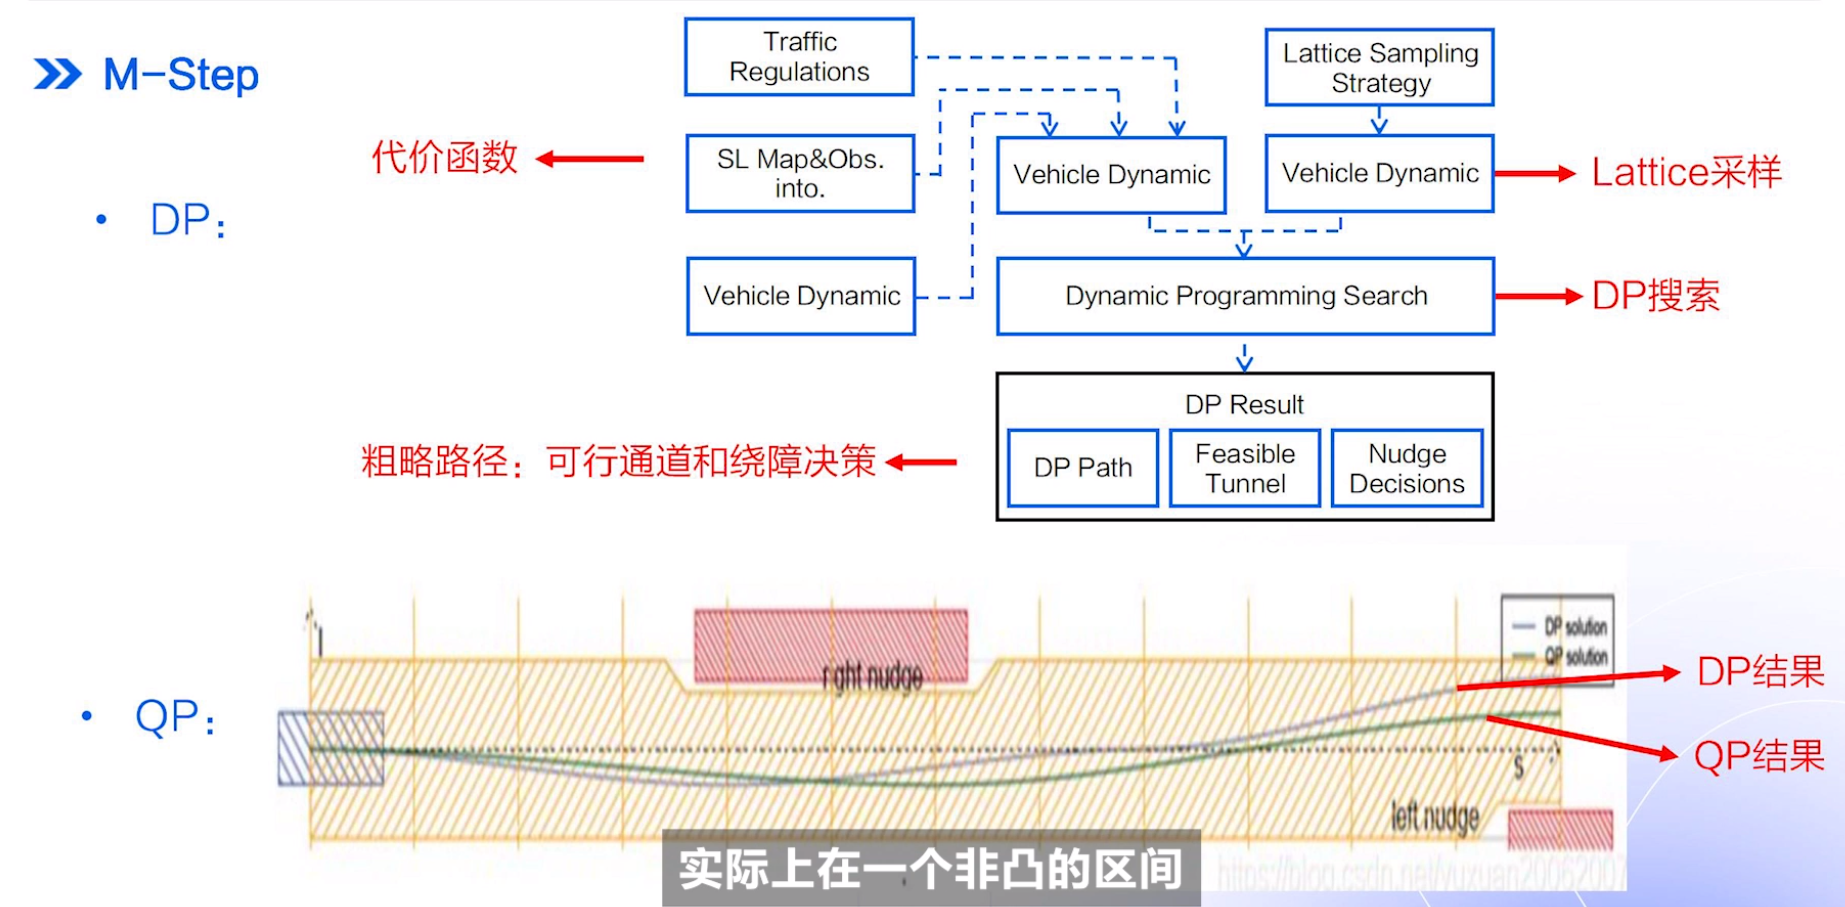 M-Step
Traffic
Regulations
Lattice Sampling
Strategy
代价函数
SL Map&Obs.
into.
Vehicle Dynamic
Vehicle Dynamic
Lattice采样
• DP：
Vehicle Dynamic
Dynamic Programming Search
DP搜索
DP Result
粗略路径：可行通道和绕障决策
DP Path
Feasible
Tunnel
Nudge
Decisions
l
DP solution
QP solution
right nudge
DP结果
• QP：
QP结果
s
left nudge
实际上在一个非凸的区间
https://blog.csdn.net/yuxuan20062007